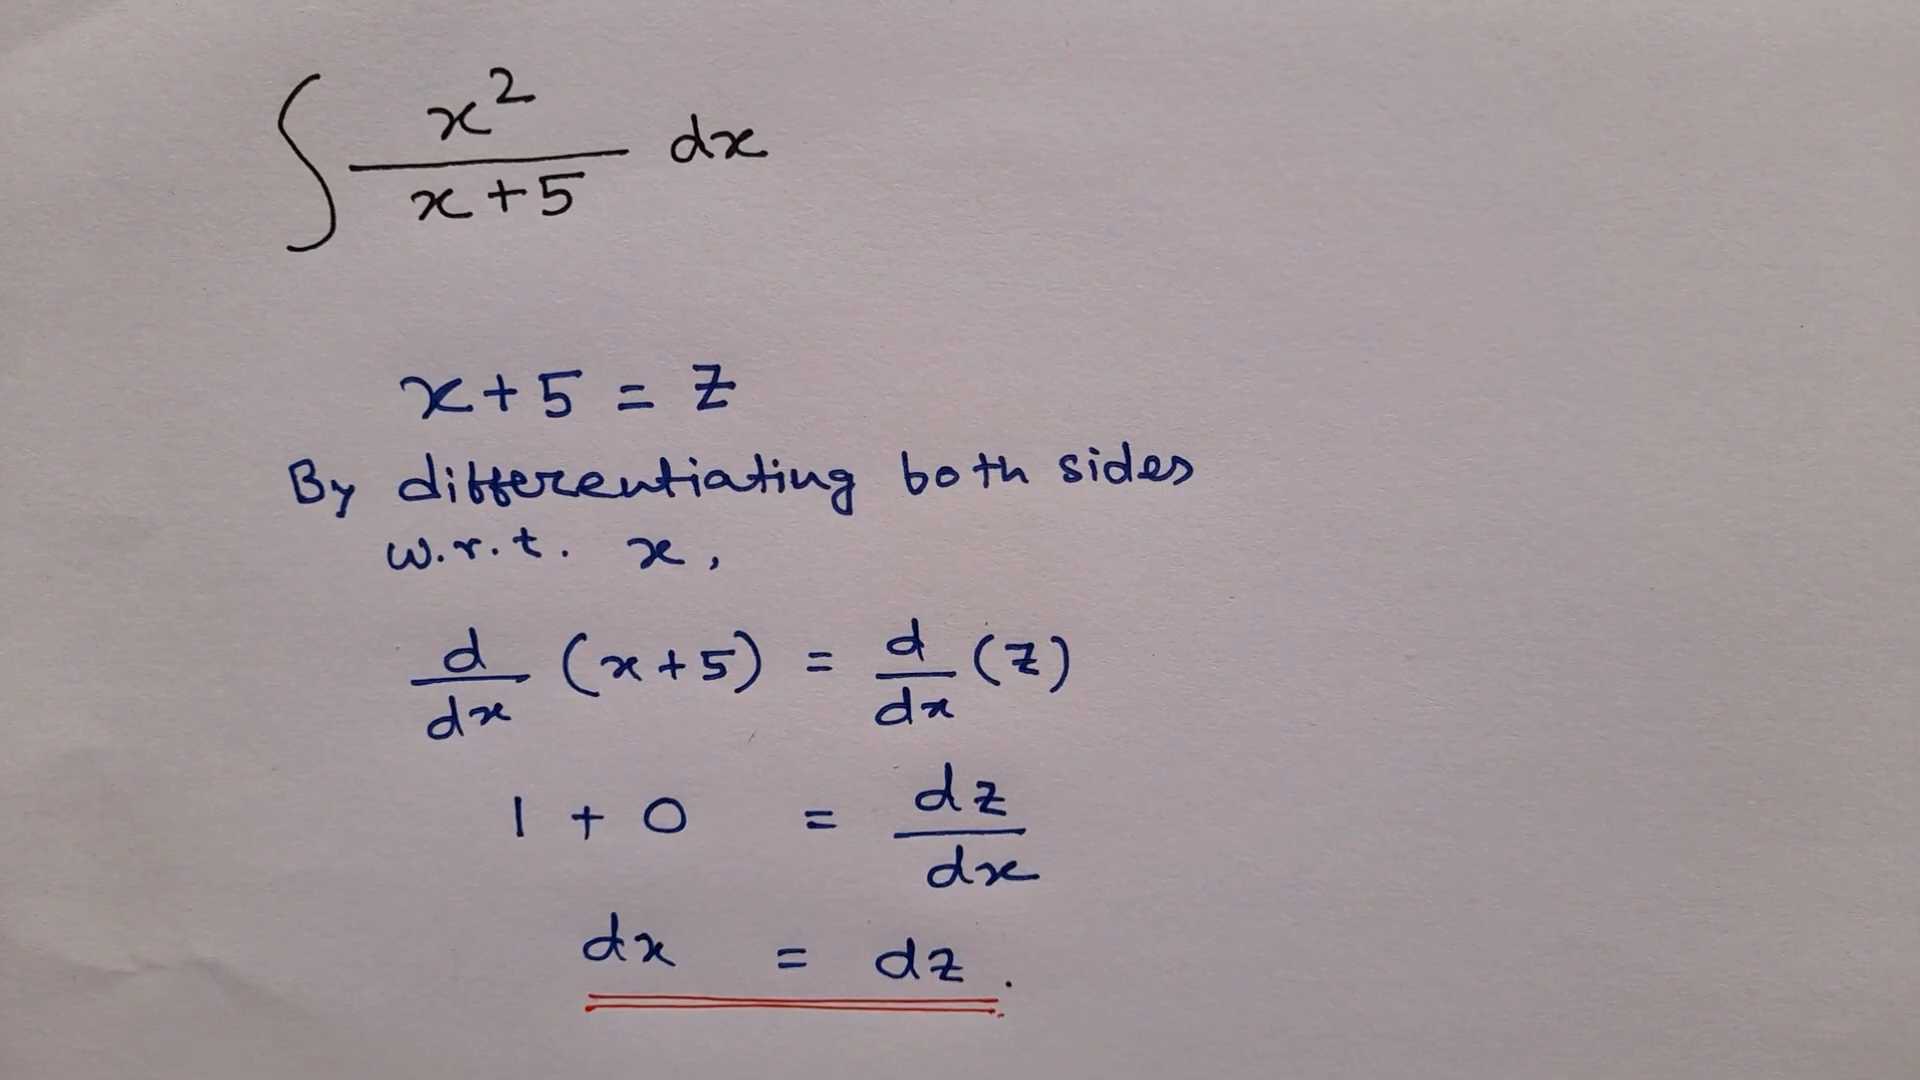 ∫ x² / (x+5) dx
x+5 = z
By differentiating both sides
w.r.t. x,
d/dx (x+5) = d/dx (z)
1 + 0 = dz/dx
dx = dz.